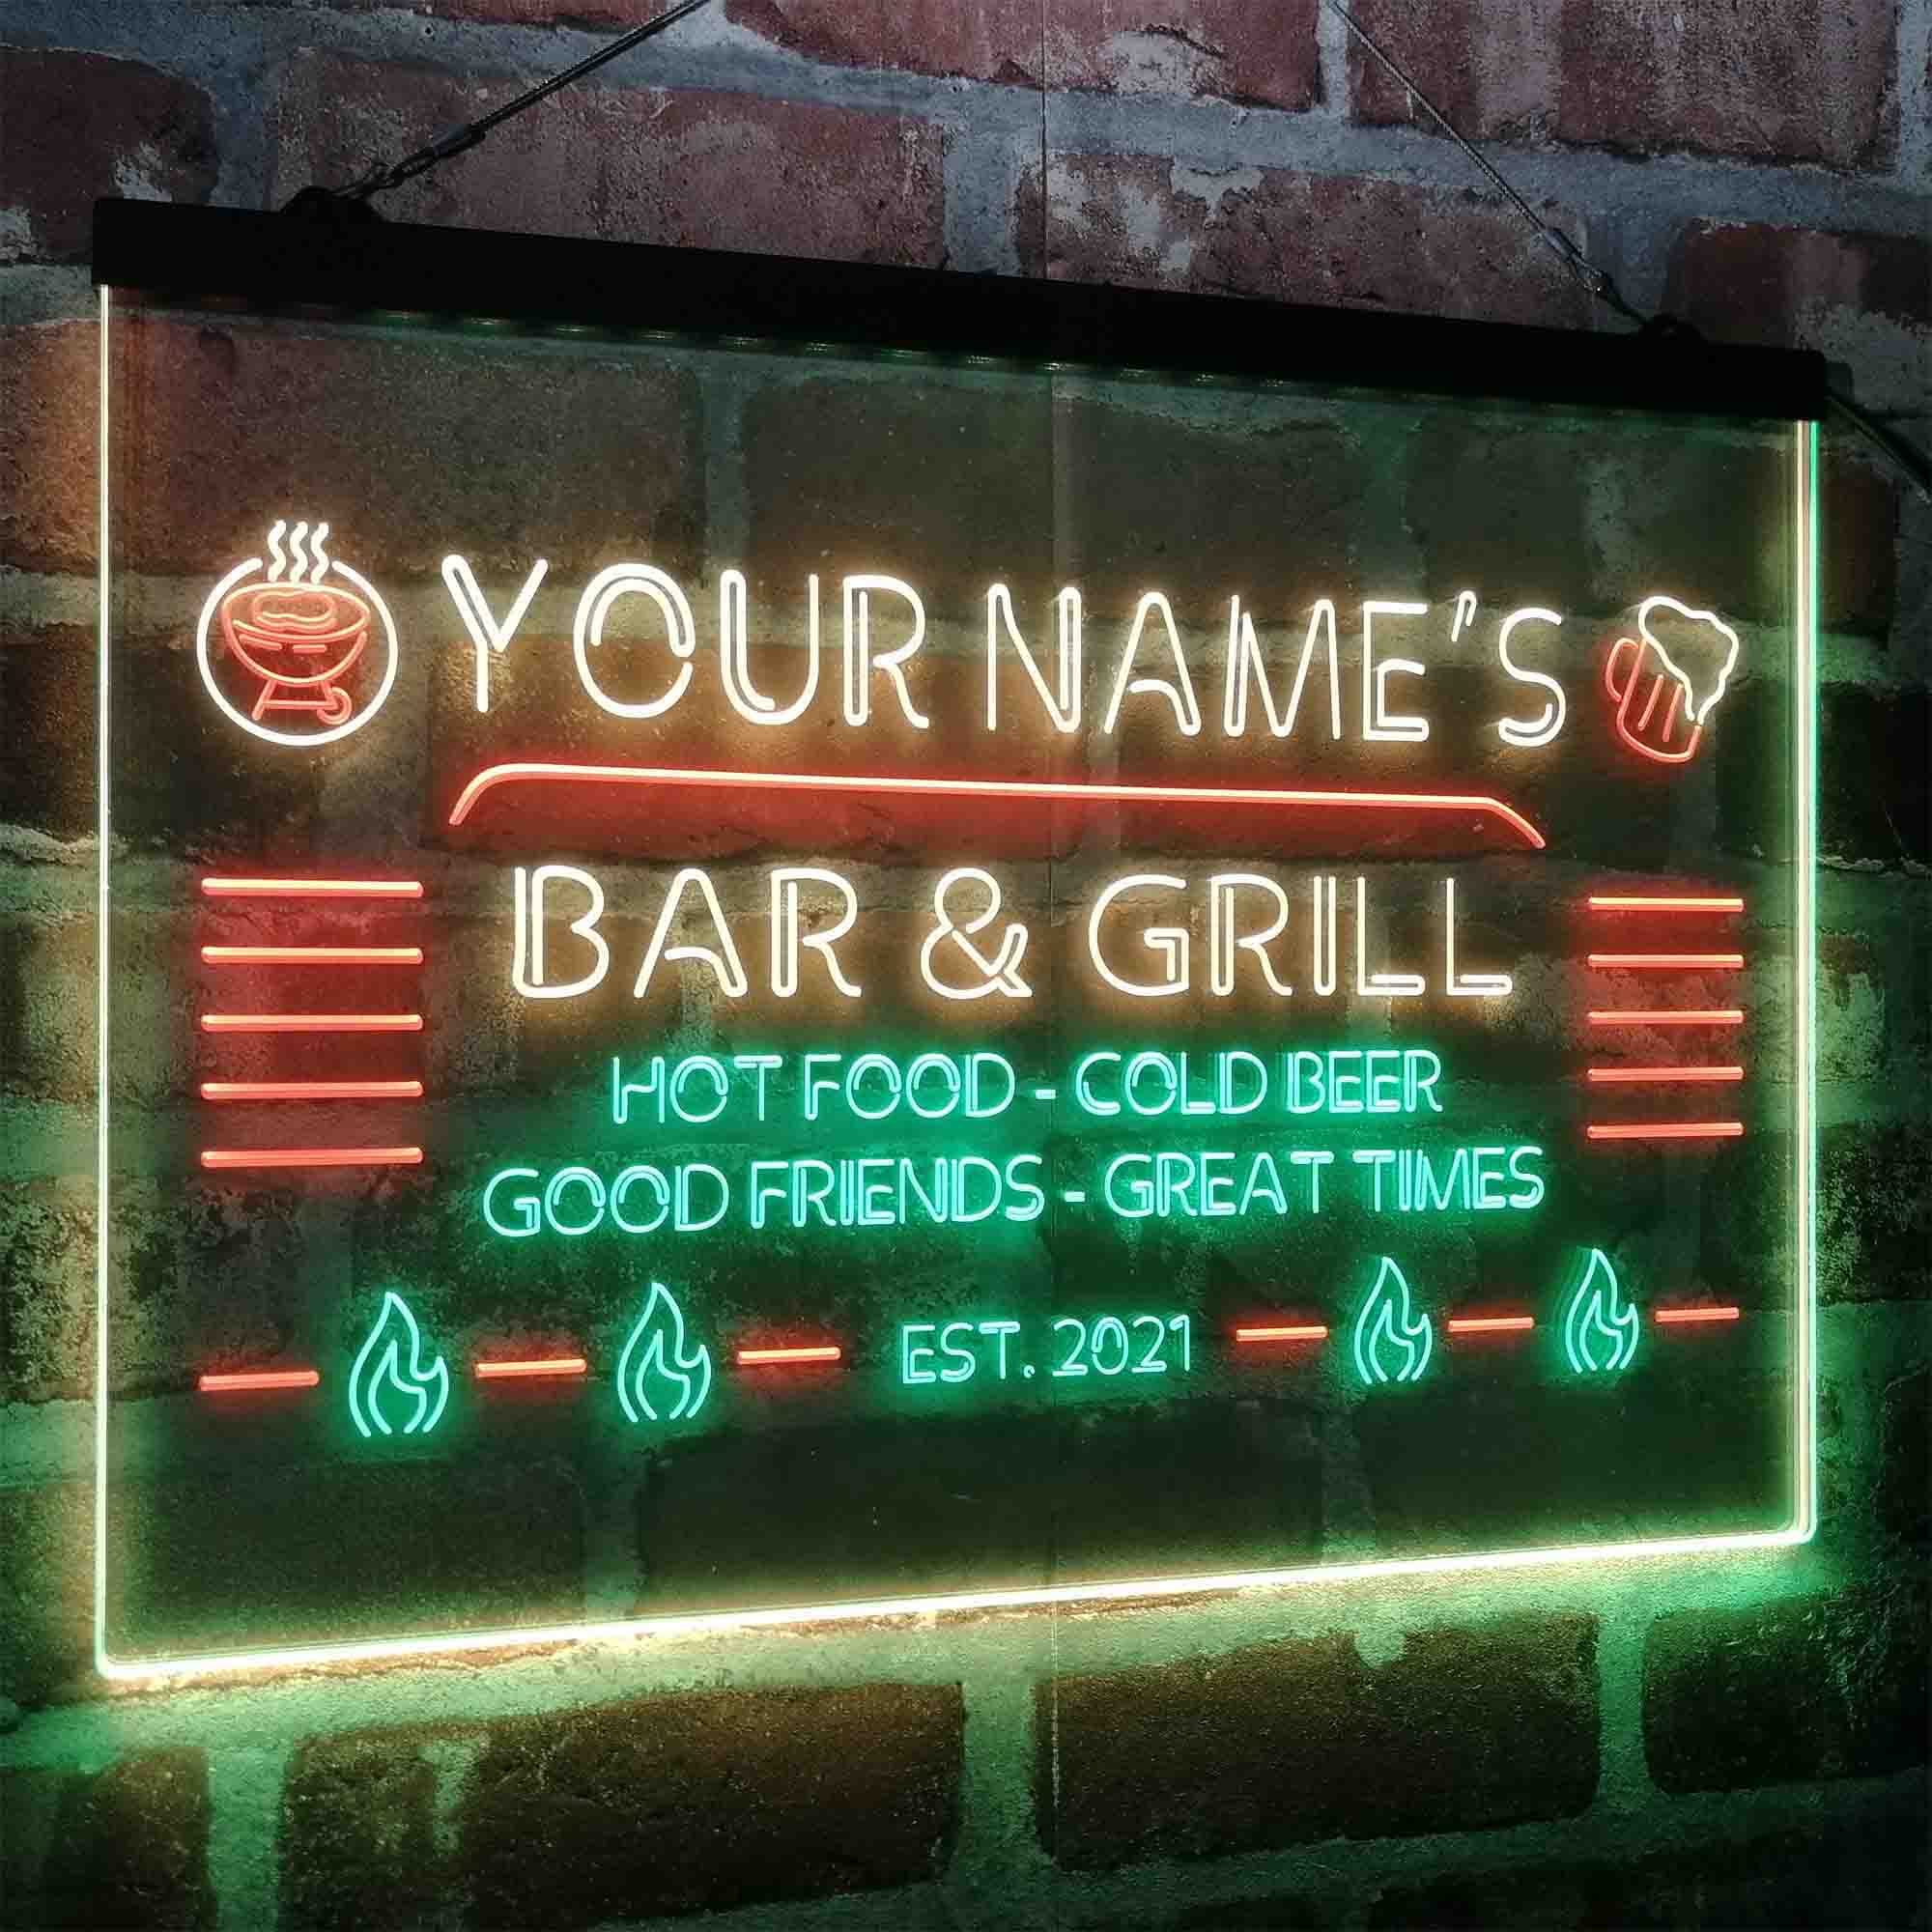 YOUR NAME'S
BAR & GRILL
HOT FOOD - COLD BEER
GOOD FRIENDS - GREAT TIMES
EST. 2021